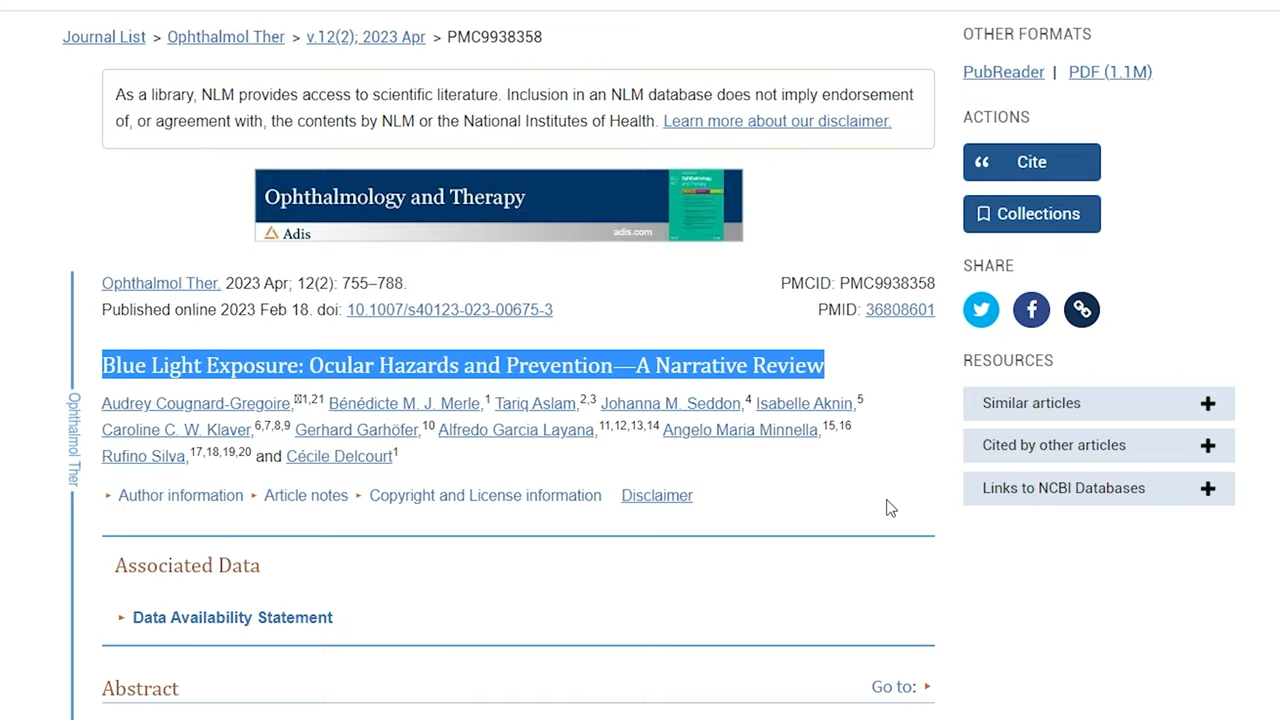 Journal List > Ophthalmol Ther > v.12(2); 2023 Apr > PMC9938358
As a library, NLM provides access to scientific literature. Inclusion in an NLM database does not imply endorsement
of, or agreement with, the contents by NLM or the National Institutes of Health. Learn more about our disclaimer.
Ophthalmology and Therapy
Adis
adis.com
Ophthalmol Ther. 2023 Apr; 12(2): 755–788.
PMCID: PMC9938358
Published online 2023 Feb 18. doi: 10.1007/s40123-023-00675-3
PMID: 36808601
Blue Light Exposure: Ocular Hazards and Prevention—A Narrative Review
Audrey Cougnard-Gregoire,✉1,21 Bénédicte M. J. Merle,1 Tariq Aslam,2,3 Johanna M. Seddon,4 Isabelle Aknin,5
Caroline C. W. Klaver,6,7,8,9 Gerhard Garhöfer,10 Alfredo Garcia Layana,11,12,13,14 Angelo Maria Minnella,15,16
Rufino Silva,17,18,19,20 and Cécile Delcourt1
Author information Article notes Copyright and License information Disclaimer
Ophthalmol Ther
Associated Data
Data Availability Statement
Abstract
Go to:
OTHER FORMATS
PubReader | PDF (1.1M)
ACTIONS
Cite
Collections
SHARE
RESOURCES
Similar articles
Cited by other articles
Links to NCBI Databases